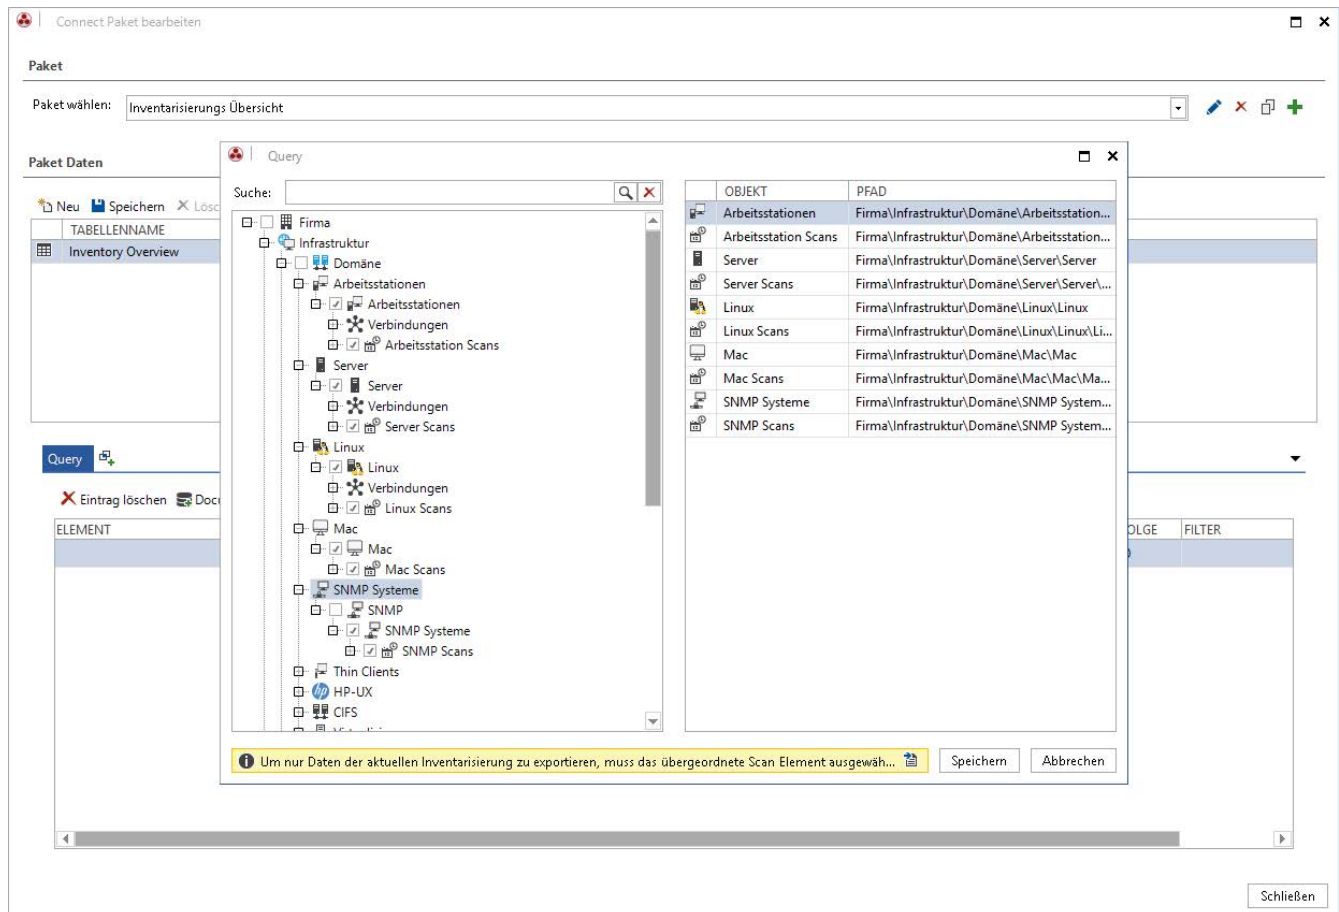 Connect Paket bearbeiten
Paket
Paket wählen: Inventarisierungs Übersicht
Paket Daten
Neu Speichern
TABELLENNAME
Inventory Overview
Query
Eintrag löschen
ELEMENT
OLGE FILTER
Query
Suche:
Firma
Infrastruktur
Domäne
Arbeitsstationen
Arbeitsstationen
Verbindungen
Arbeitsstation Scans
Server
Server
Verbindungen
Server Scans
Linux
Linux
Verbindungen
Linux Scans
Mac
Mac
Mac Scans
SNMP Systeme
SNMP
SNMP Systeme
SNMP Scans
Thin Clients
hp HP-UX
CIFS
OBJEKT PFAD
Arbeitsstationen Firma\Infrastruktur\Domäne\Arbeitsstation...
Arbeitsstation Scans Firma\Infrastruktur\Domäne\Arbeitsstation...
Server Firma\Infrastruktur\Domäne\Server\Server
Server Scans Firma\Infrastruktur\Domäne\Server\Server\...
Linux Firma\Infrastruktur\Domäne\Linux\Linux
Linux Scans Firma\Infrastruktur\Domäne\Linux\Linux\Li...
Mac Firma\Infrastruktur\Domäne\Mac\Mac
Mac Scans Firma\Infrastruktur\Domäne\Mac\Mac\Ma...
SNMP Systeme Firma\Infrastruktur\Domäne\SNMP System...
SNMP Scans Firma\Infrastruktur\Domäne\SNMP System...
Um nur Daten der aktuellen Inventarisierung zu exportieren, muss das übergeordnete Scan Element ausgewäh...
Speichern Abbrechen
Schließen